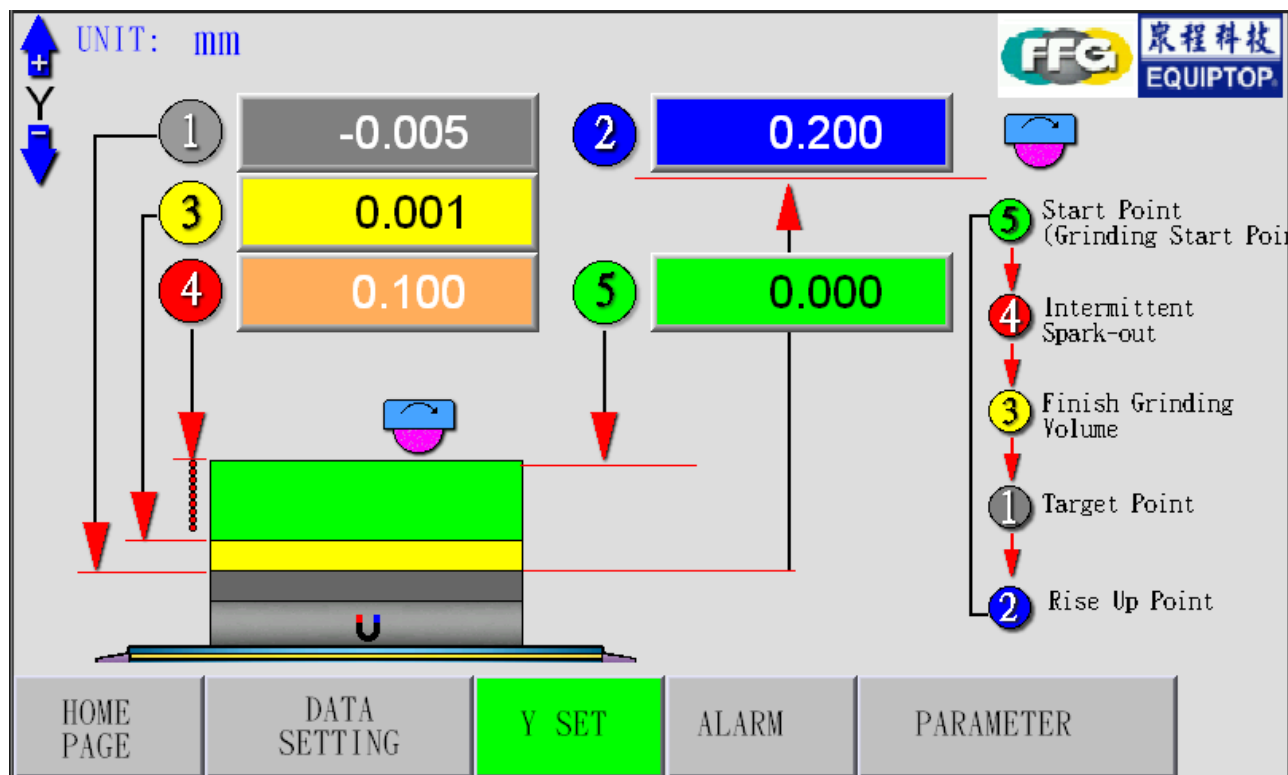 UNIT: mm
FFG
眾程科技
EQUIPTOP
+
Y
-
1
-0.005
2
0.200
3
0.001
4
0.100
5
0.000
5
Start Point
(Grinding Start Poin
4
Intermittent
Spark-out
3
Finish Grinding
Volume
1
Target Point
2
Rise Up Point
HOME
PAGE
DATA
SETTING
Y SET
ALARM
PARAMETER